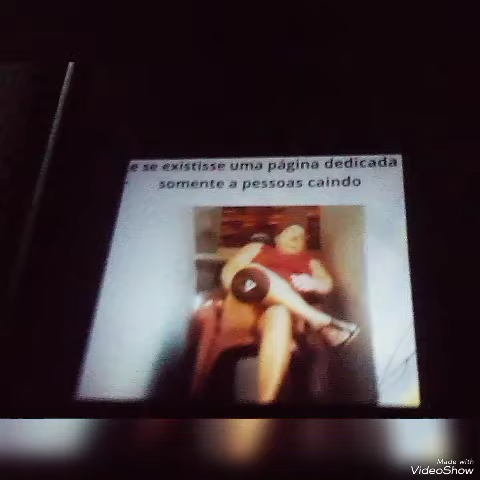 e se existisse uma página dedicada
somente a pessoas caindo
Made with
VideoShow